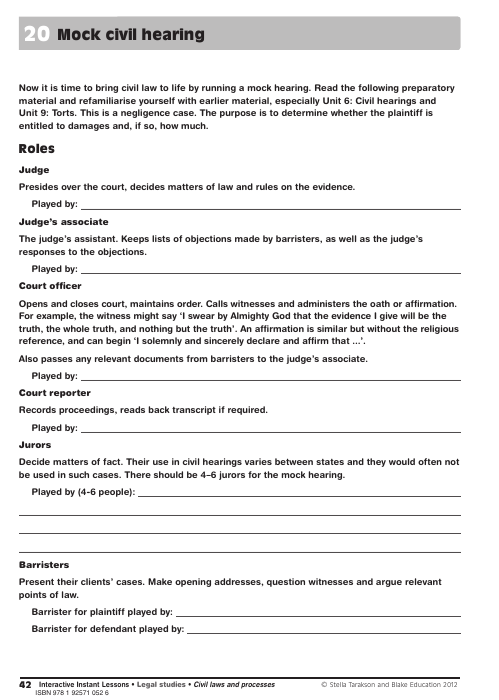 20 Mock civil hearing
Now it is time to bring civil law to life by running a mock hearing. Read the following preparatory
material and refamiliarise yourself with earlier material, especially Unit 6: Civil hearings and
Unit 9: Torts. This is a negligence case. The purpose is to determine whether the plaintiff is
entitled to damages and, if so, how much.
Roles
Judge
Presides over the court, decides matters of law and rules on the evidence.
Played by:
Judge's associate
The judge's assistant. Keeps lists of objections made by barristers, as well as the judge's
responses to the objections.
Played by:
Court officer
Opens and closes court, maintains order. Calls witnesses and administers the oath or affirmation.
For example, the witness might say 'I swear by Almighty God that the evidence I give will be the
truth, the whole truth, and nothing but the truth'. An affirmation is similar but without the religious
reference, and can begin 'I solemnly and sincerely declare and affirm that ...'.
Also passes any relevant documents from barristers to the judge's associate.
Played by:
Court reporter
Records proceedings, reads back transcript if required.
Played by:
Jurors
Decide matters of fact. Their use in civil hearings varies between states and they would often not
be used in such cases. There should be 4–6 jurors for the mock hearing.
Played by (4-6 people):
Barristers
Present their clients' cases. Make opening addresses, question witnesses and argue relevant
points of law.
Barrister for plaintiff played by:
Barrister for defendant played by:
42 Interactive Instant Lessons • Legal studies • Civil laws and processes © Stella Tarakson and Blake Education 2012
ISBN 978 1 92571 052 6